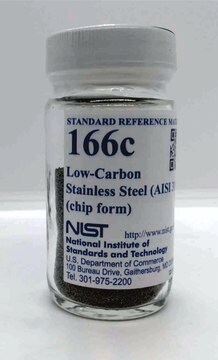 STANDARD REFERENCE
166c
Low-Carbon
Stainless Steel (AISI
(chip form)
NIST http://www.nist.
National Institute of
Standards and Technology
U.S. Department of Commerce
100 Bureau Drive, Gaithersburg,
Tel. 301-975-2200